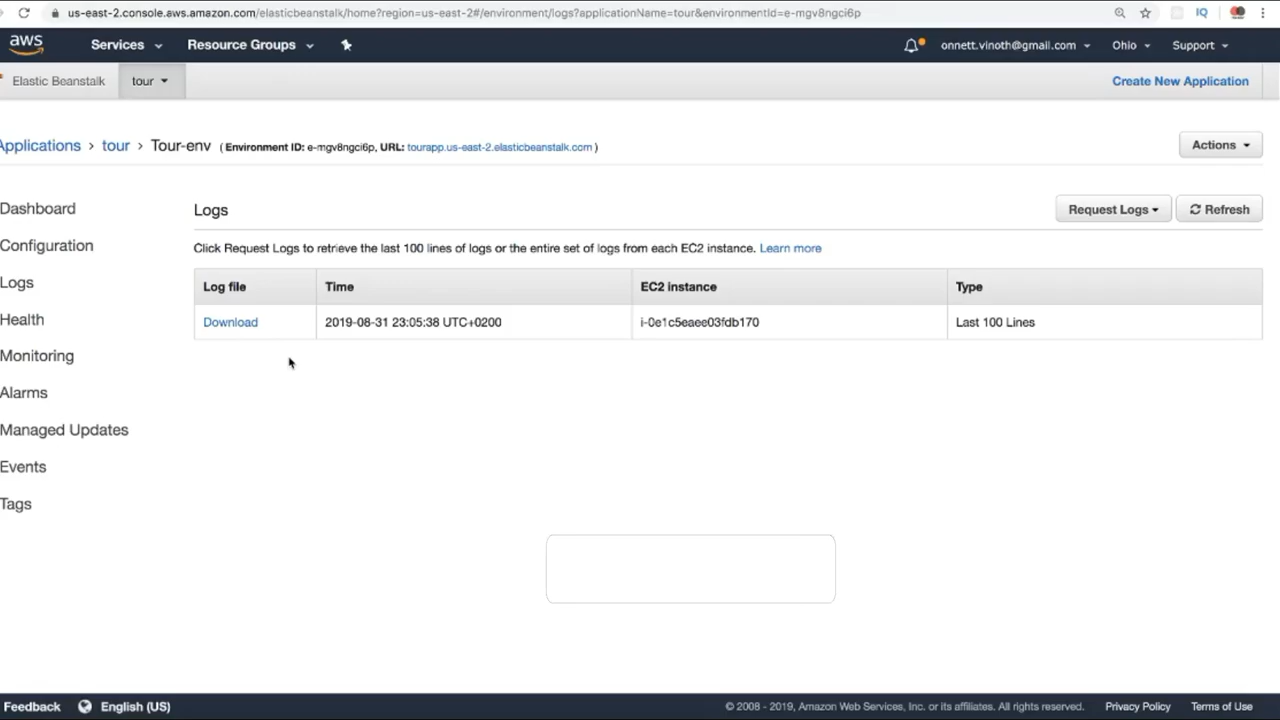 us-east-2.console.aws.amazon.com/elasticbeanstalk/home?region=us-east-2#/environment/logs?applicationName=tour&environmentId=e-mgv8ngci6p
IQ
aws Services Resource Groups onnett.vinoth@gmail.com Ohio Support
Elastic Beanstalk tour Create New Application
Applications > tour > Tour-env ( Environment ID: e-mgv8ngci6p, URL: tourapp.us-east-2.elasticbeanstalk.com ) Actions
Dashboard
Configuration
Logs
Health
Monitoring
Alarms
Managed Updates
Events
Tags
Logs Request Logs Refresh
Click Request Logs to retrieve the last 100 lines of logs or the entire set of logs from each EC2 instance. Learn more
Log file Time EC2 instance Type
Download 2019-08-31 23:05:38 UTC+0200 i-0e1c5eaee03fdb170 Last 100 Lines
Feedback English (US) © 2008 - 2019, Amazon Web Services, Inc. or its affiliates. All rights reserved. Privacy Policy Terms of Use